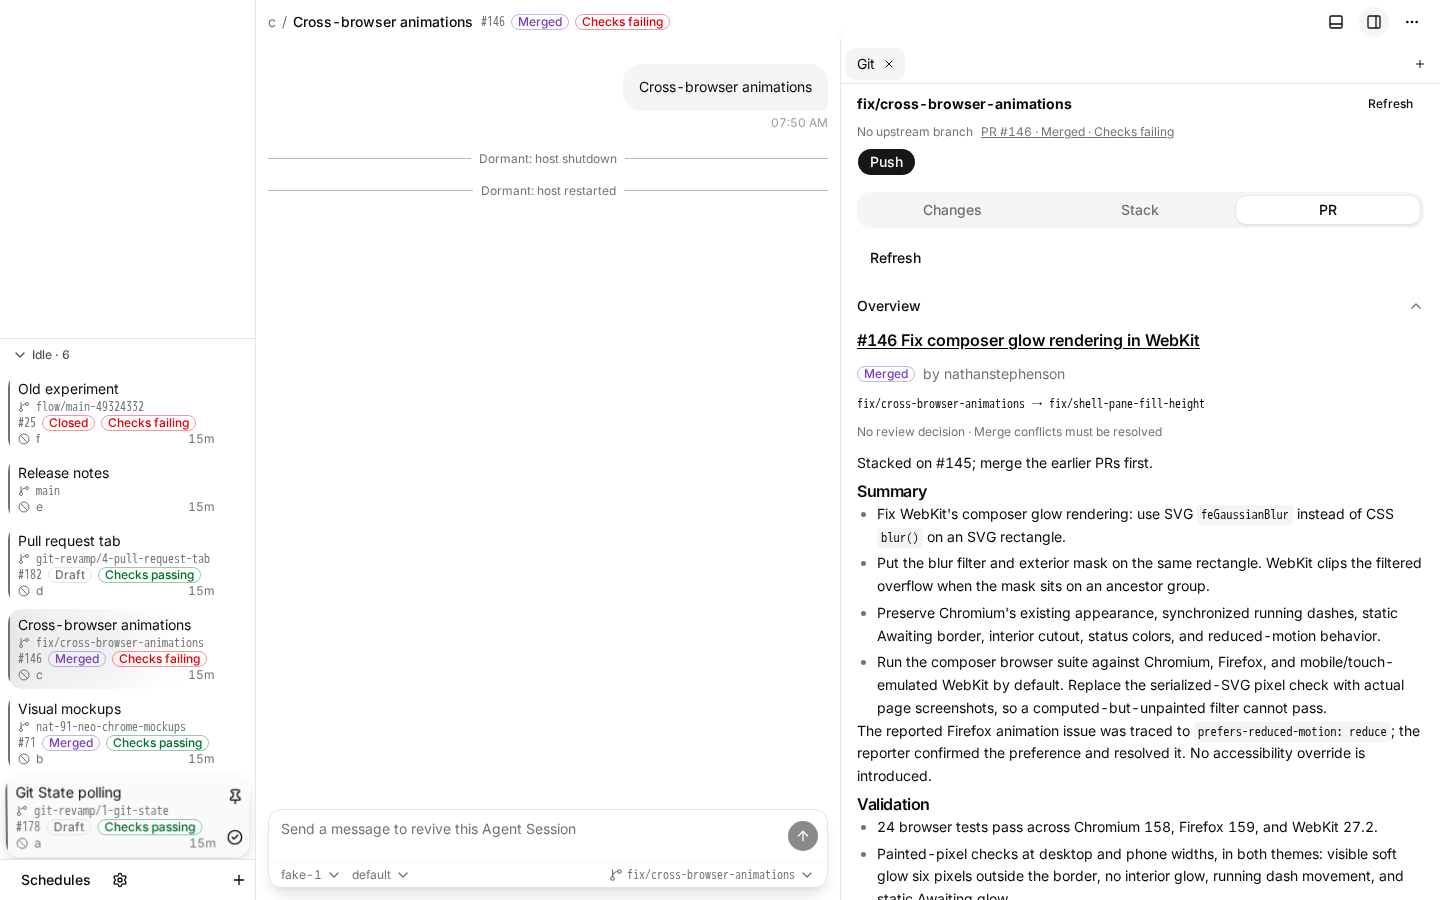 c / Cross-browser animations #146 Merged Checks failing
Idle · 6
Old experiment
flow/main-49324332
#25 Closed Checks failing
f 15m
Release notes
main
e 15m
Pull request tab
git-revamp/4-pull-request-tab
#182 Draft Checks passing
d 15m
Cross-browser animations
fix/cross-browser-animations
#146 Merged Checks failing
c 15m
Visual mockups
nat-91-neo-chrome-mockups
#71 Merged Checks passing
b 15m
Git State polling
git-revamp/1-git-state
#178 Draft Checks passing
a 15m
Schedules
Cross-browser animations
07:50 AM
Dormant: host shutdown
Dormant: host restarted
Send a message to revive this Agent Session
fake-1 default fix/cross-browser-animations
Git
fix/cross-browser-animations Refresh
No upstream branch PR #146 · Merged · Checks failing
Push
Changes Stack PR
Refresh
Overview
#146 Fix composer glow rendering in WebKit
Merged by nathanstephenson
fix/cross-browser-animations → fix/shell-pane-fill-height
No review decision · Merge conflicts must be resolved
Stacked on #145; merge the earlier PRs first.
Summary
Fix WebKit's composer glow rendering: use SVG feGaussianBlur instead of CSS
blur() on an SVG rectangle.
Put the blur filter and exterior mask on the same rectangle. WebKit clips the filtered
overflow when the mask sits on an ancestor group.
Preserve Chromium's existing appearance, synchronized running dashes, static
Awaiting border, interior cutout, status colors, and reduced-motion behavior.
Run the composer browser suite against Chromium, Firefox, and mobile/touch-
emulated WebKit by default. Replace the serialized-SVG pixel check with actual
page screenshots, so a computed-but-unpainted filter cannot pass.
The reported Firefox animation issue was traced to prefers-reduced-motion: reduce; the
reporter confirmed the preference and resolved it. No accessibility override is
introduced.
Validation
24 browser tests pass across Chromium 158, Firefox 159, and WebKit 27.2.
Painted-pixel checks at desktop and phone widths, in both themes: visible soft
glow six pixels outside the border, no interior glow, running dash movement, and
static Awaiting glow.